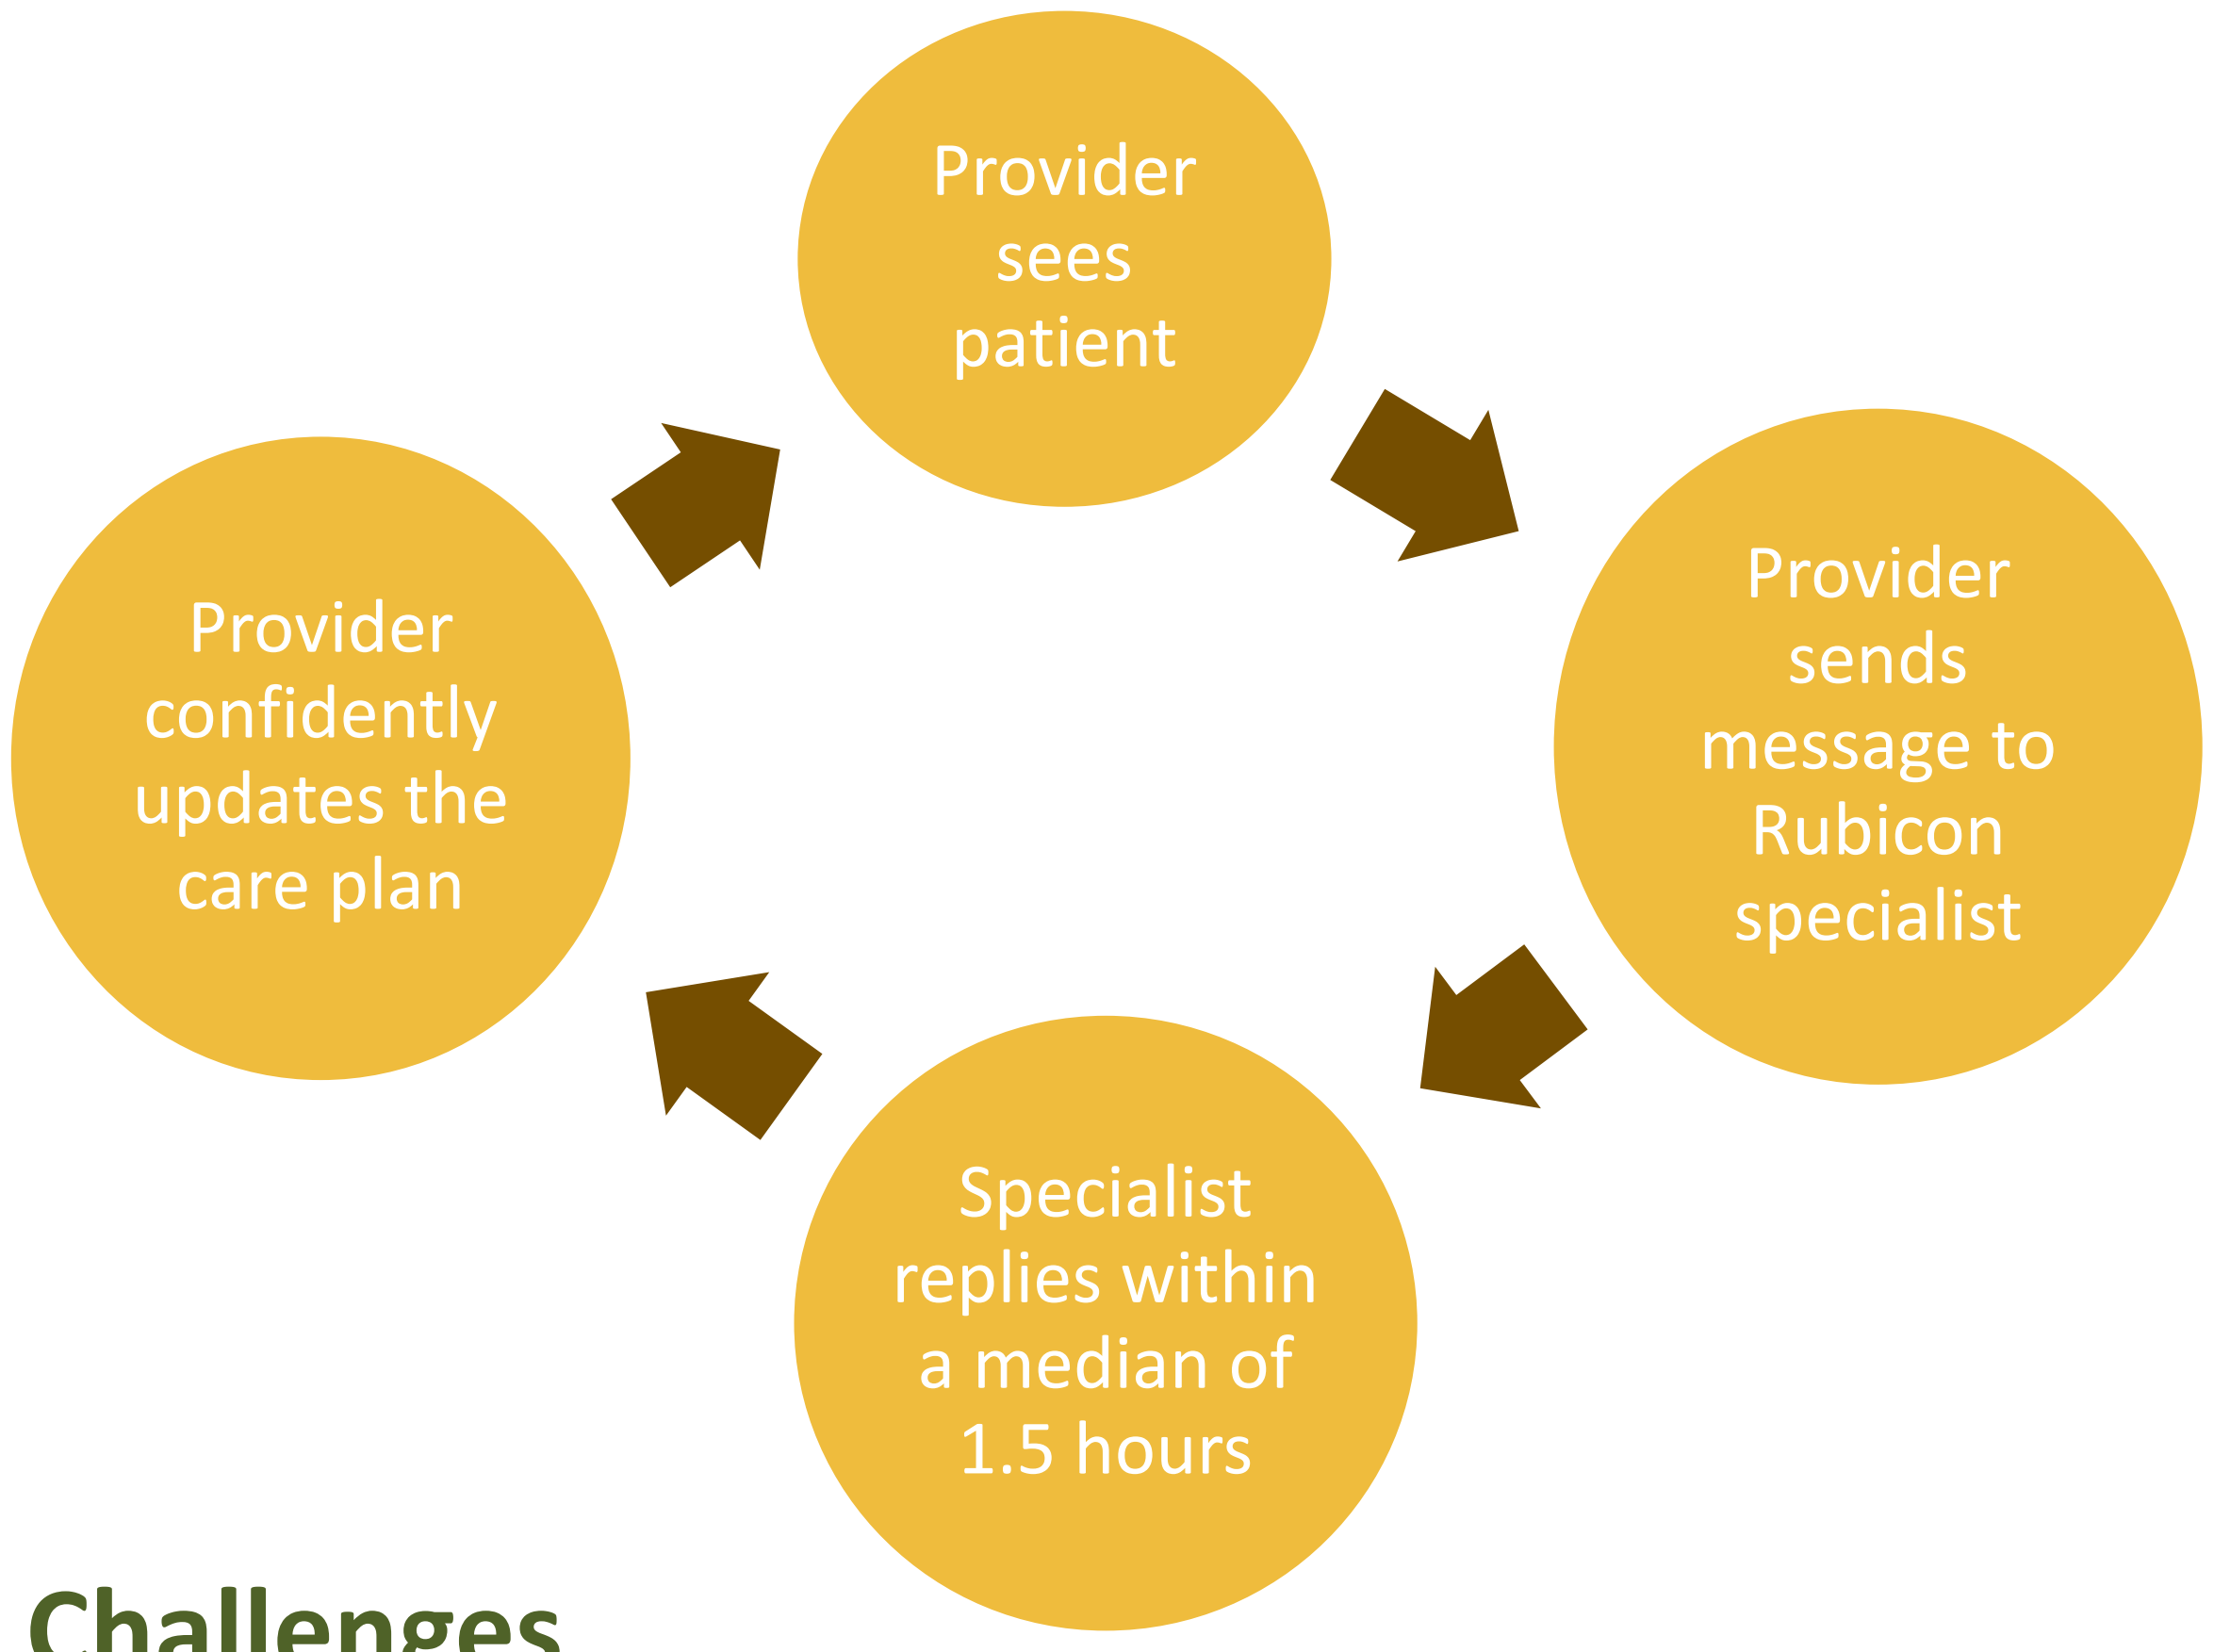 Provider
sees
patient
Provider
sends
message to
Rubicon
specialist
Specialist
replies within
a median of
1.5 hours
Provider
confidently
updates the
care plan
Challenges